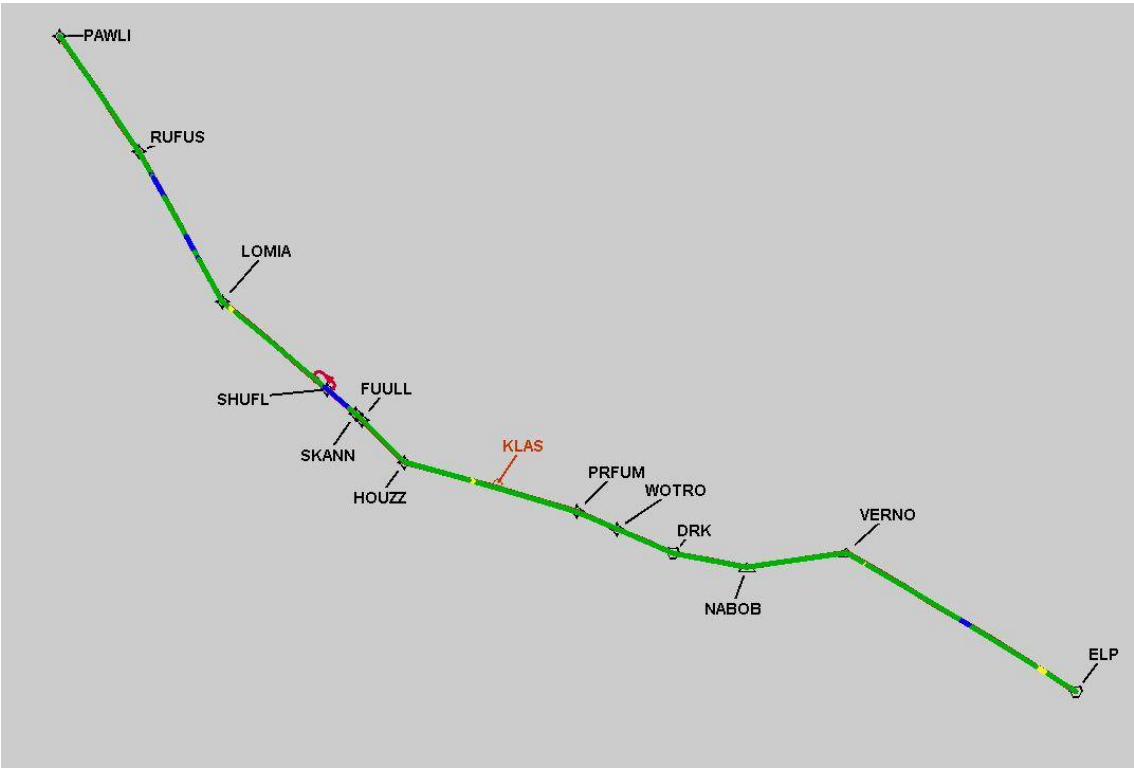 PAWLI
RUFUS
LOMIA
SHUFL
FUULL
SKANN
HOUZZ
KLAS
PRFUM
WOTRO
DRK
NABOB
VERNO
ELP